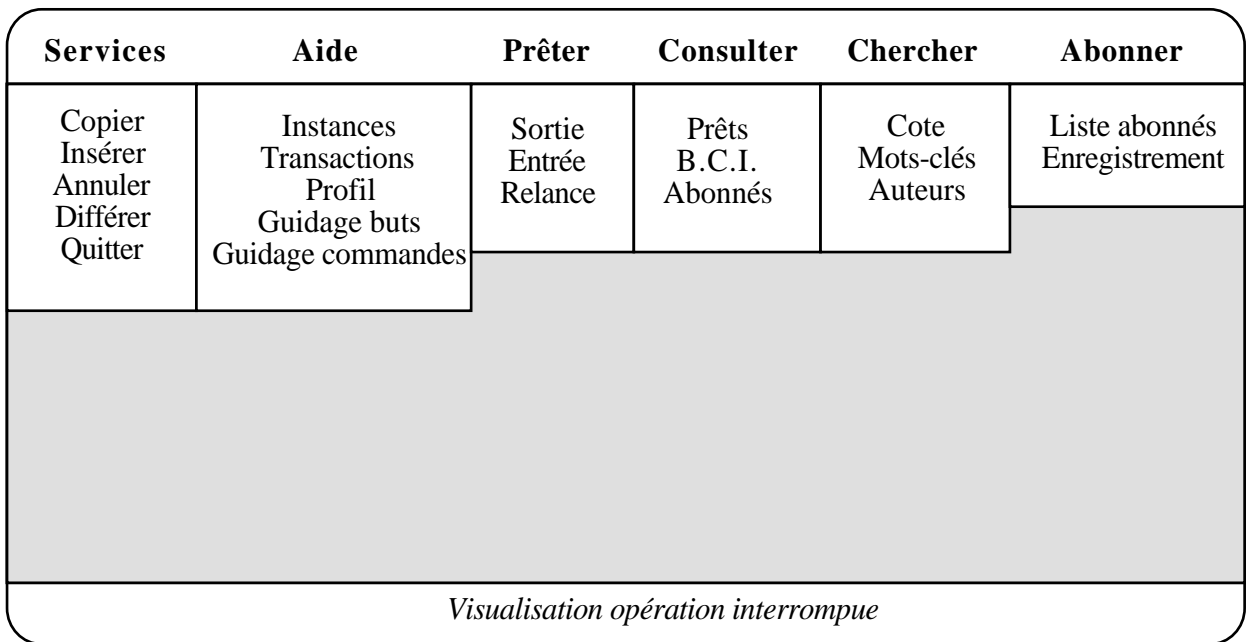 Services Aide Prêter Consulter Chercher Abonner
Copier
Insérer
Annuler
Différer
Quitter
Instances
Transactions
Profil
Guidage buts
Guidage commandes
Sortie
Entrée
Relance
Prêts
B.C.I.
Abonnés
Cote
Mots-clés
Auteurs
Liste abonnés
Enregistrement
Visualisation opération interrompue